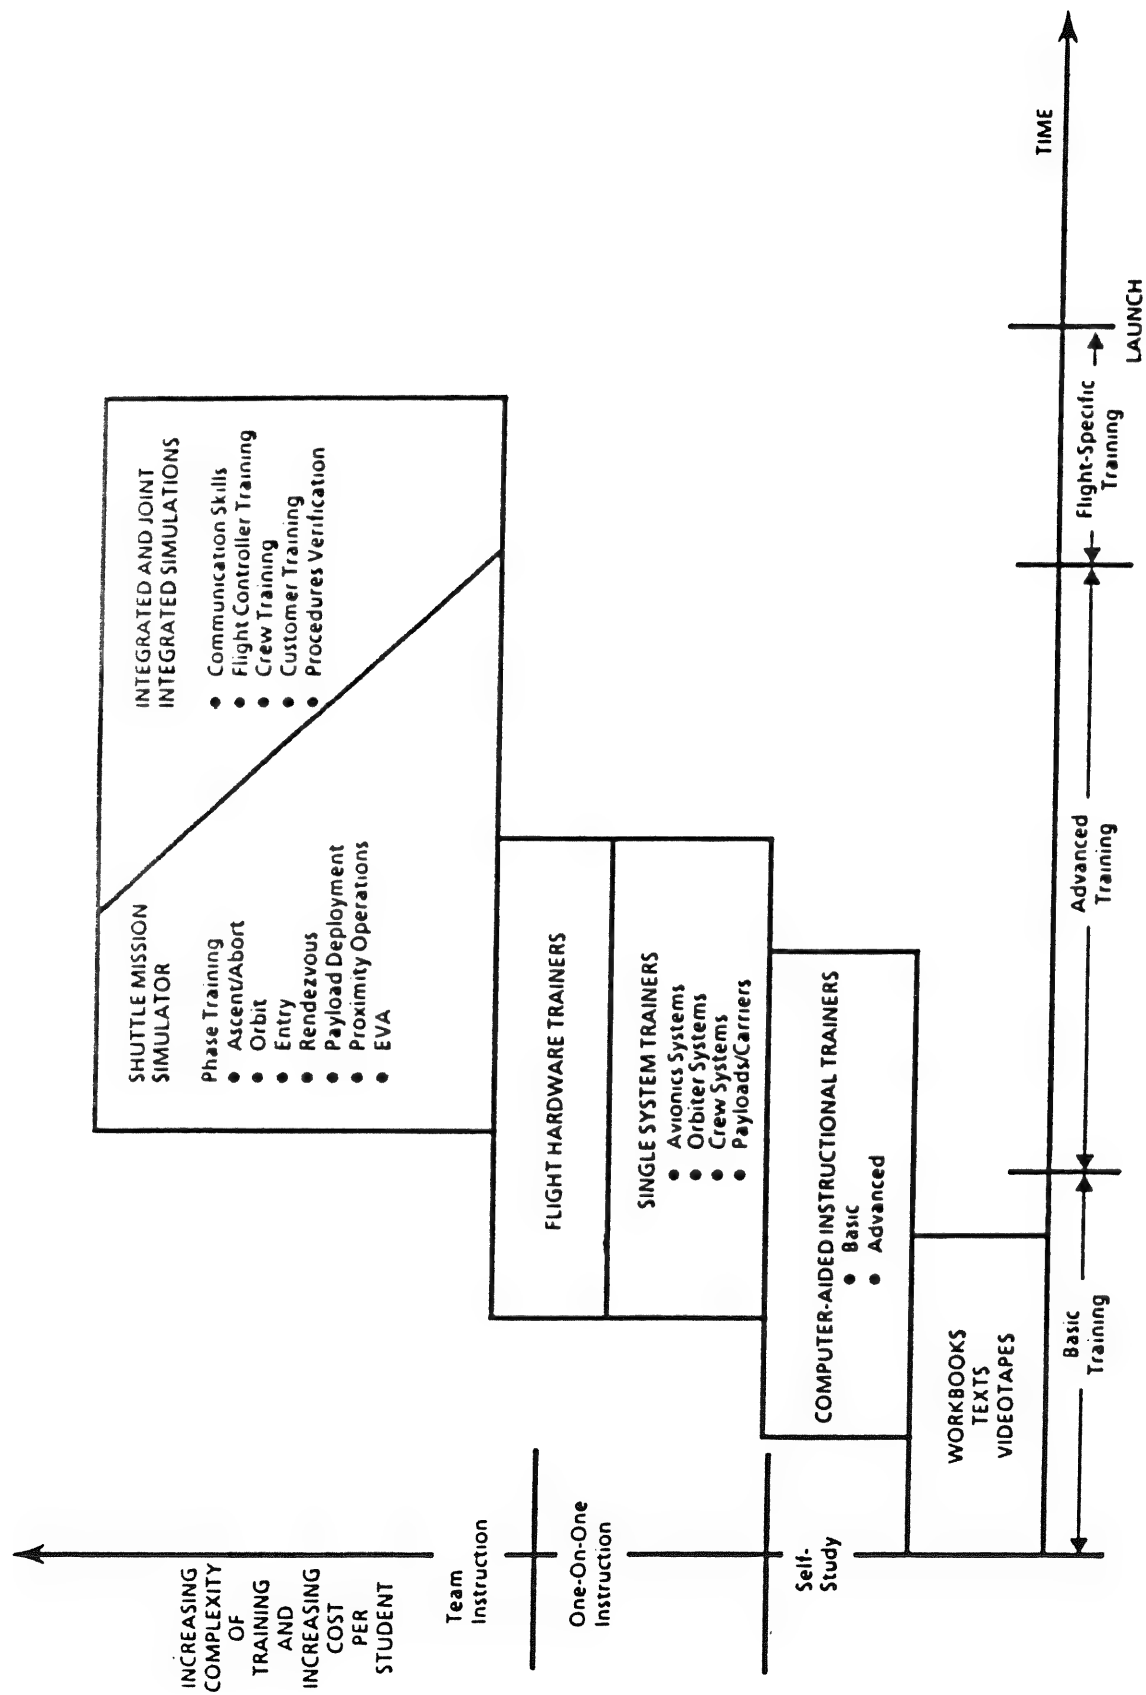 INCREASING
COMPLEXITY
OF
TRAINING
AND
INCREASING
COST
PER
STUDENT
Team
Instruction
One-On-One
Instruction
Self-
Study
SHUTTLE MISSION
SIMULATOR
Phase Training
● Ascent/Abort
● Orbit
● Entry
● Rendezvous
● Payload Deployment
● Proximity Operations
● EVA
INTEGRATED AND JOINT
INTEGRATED SIMULATIONS
● Communication Skills
● Flight Controller Training
● Crew Training
● Customer Training
● Procedures Verification
FLIGHT HARDWARE TRAINERS
SINGLE SYSTEM TRAINERS
● Avionics Systems
● Orbiter Systems
● Crew Systems
● Payloads/Carriers
COMPUTER-AIDED INSTRUCTIONAL TRAINERS
● Basic
● Advanced
WORKBOOKS
TEXTS
VIDEOTAPES
TIME
Basic
Training
Advanced
Training
Flight-Specific
Training
LAUNCH